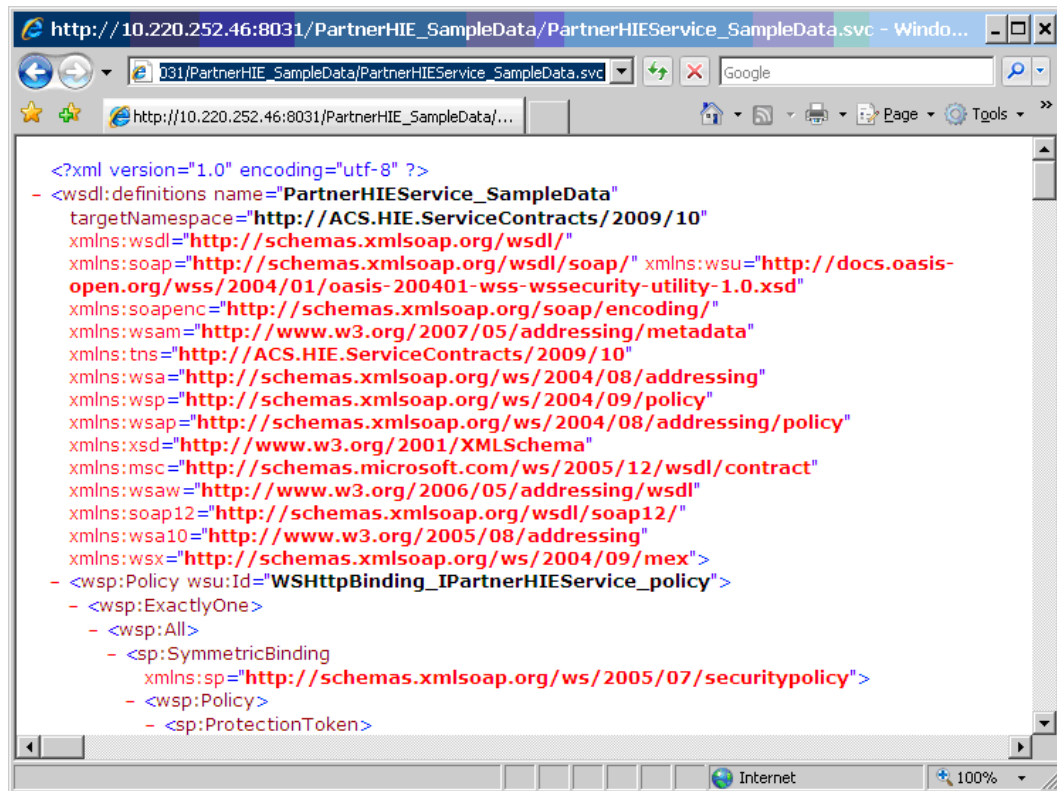 http://10.220.252.46:8031/PartnerHIE_SampleData/PartnerHIEService_SampleData.svc - Windo...
031/PartnerHIE_SampleData/PartnerHIEService_SampleData.svc
Google
http://10.220.252.46:8031/PartnerHIE_SampleData/...
Page
Tools
»
<?xml version="1.0" encoding="utf-8" ?>
- <wsdl:definitions name="PartnerHIEService_SampleData"
targetNamespace="http://ACS.HIE.ServiceContracts/2009/10"
xmlns:wsdl="http://schemas.xmlsoap.org/wsdl/"
xmlns:soap="http://schemas.xmlsoap.org/wsdl/soap/" xmlns:wsu="http://docs.oasis-
open.org/wss/2004/01/oasis-200401-wss-wssecurity-utility-1.0.xsd"
xmlns:soapenc="http://schemas.xmlsoap.org/soap/encoding/"
xmlns:wsam="http://www.w3.org/2007/05/addressing/metadata"
xmlns:tns="http://ACS.HIE.ServiceContracts/2009/10"
xmlns:wsa="http://schemas.xmlsoap.org/ws/2004/08/addressing"
xmlns:wsp="http://schemas.xmlsoap.org/ws/2004/09/policy"
xmlns:wsap="http://schemas.xmlsoap.org/ws/2004/08/addressing/policy"
xmlns:xsd="http://www.w3.org/2001/XMLSchema"
xmlns:msc="http://schemas.microsoft.com/ws/2005/12/wsdl/contract"
xmlns:wsaw="http://www.w3.org/2006/05/addressing/wsdl"
xmlns:soap12="http://schemas.xmlsoap.org/wsdl/soap12/"
xmlns:wsa10="http://www.w3.org/2005/08/addressing"
xmlns:wsx="http://schemas.xmlsoap.org/ws/2004/09/mex">
- <wsp:Policy wsu:Id="WSHttpBinding_IPartnerHIEService_policy">
- <wsp:ExactlyOne>
- <wsp:All>
- <sp:SymmetricBinding
xmlns:sp="http://schemas.xmlsoap.org/ws/2005/07/securitypolicy">
- <wsp:Policy>
- <sp:ProtectionToken>
Internet
100%